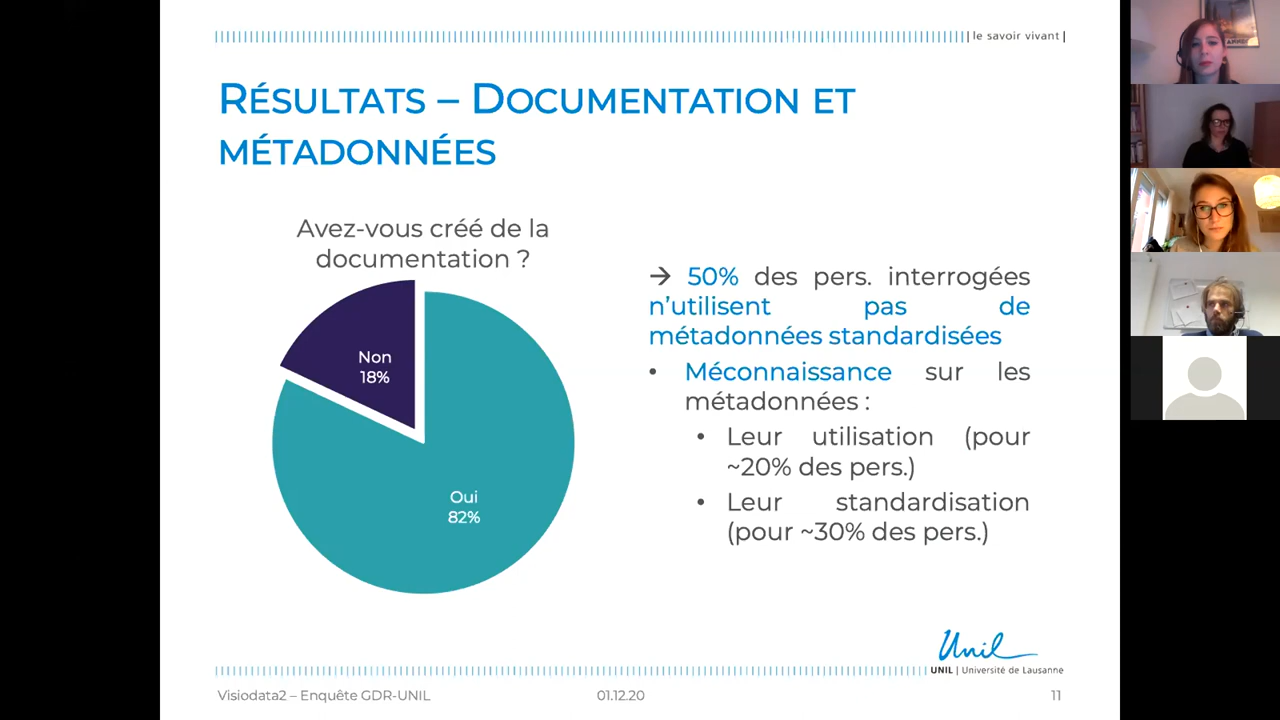 | le savoir vivant |
RÉSULTATS – DOCUMENTATION ET
MÉTADONNÉES
Avez-vous créé de la
documentation ?
Non
18%
Oui
82%
→ 50% des pers. interrogées
n’utilisent pas de
métadonnées standardisées
• Méconnaissance sur les
métadonnées :
• Leur utilisation (pour
~20% des pers.)
• Leur standardisation
(pour ~30% des pers.)
Unil
UNIL | Université de Lausanne
Visiodata2 – Enquête GDR-UNIL
01.12.20
11